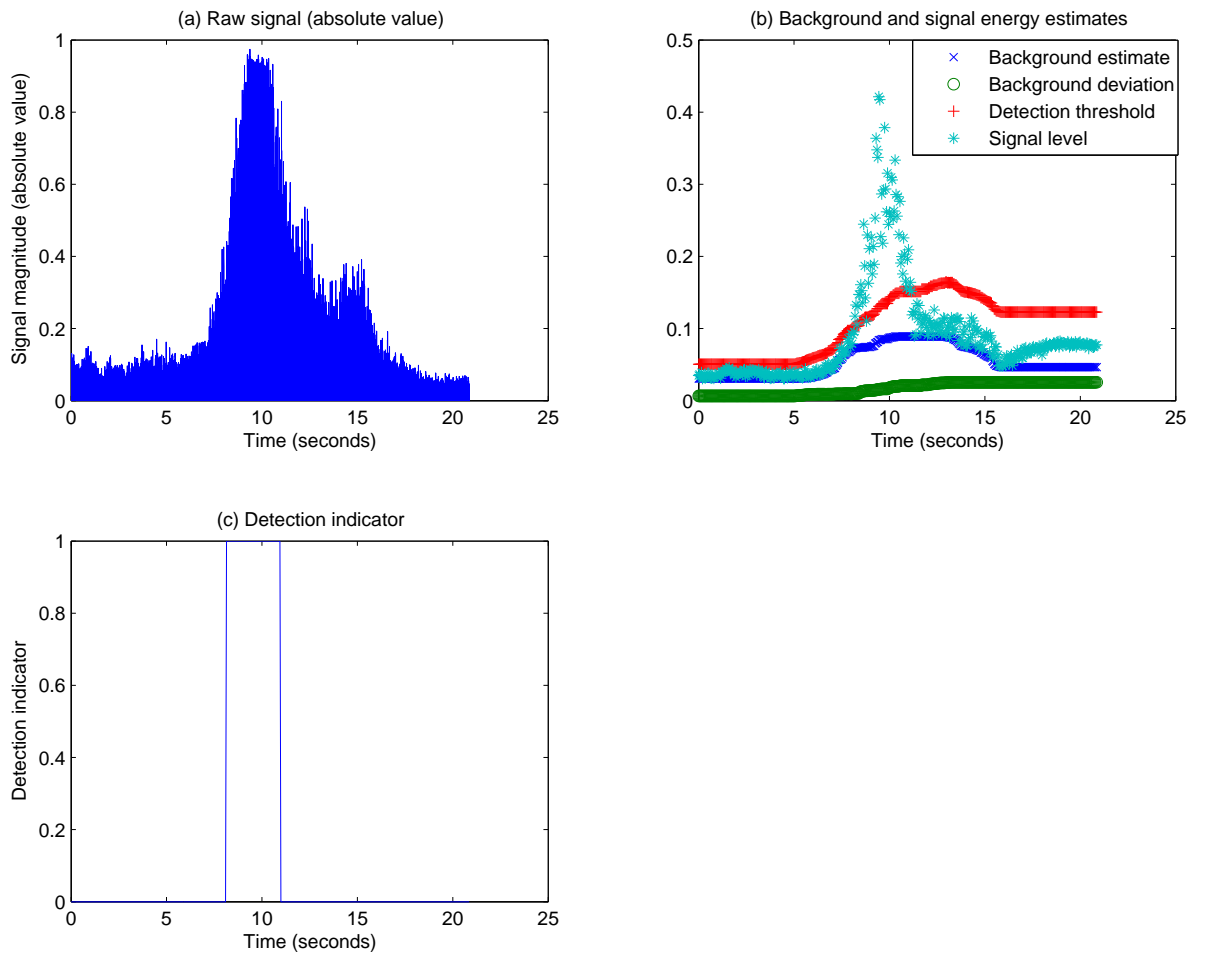 (a) Raw signal (absolute value)
1
0.8
0.6
0.4
0.2
0
Signal magnitude (absolute value)
0 5 10 15 20 25
Time (seconds)
(b) Background and signal energy estimates
0.5
0.4
0.3
0.2
0.1
0
Background estimate
Background deviation
Detection threshold
Signal level
0 5 10 15 20 25
Time (seconds)
(c) Detection indicator
1
0.8
0.6
0.4
0.2
0
Detection indicator
0 5 10 15 20 25
Time (seconds)